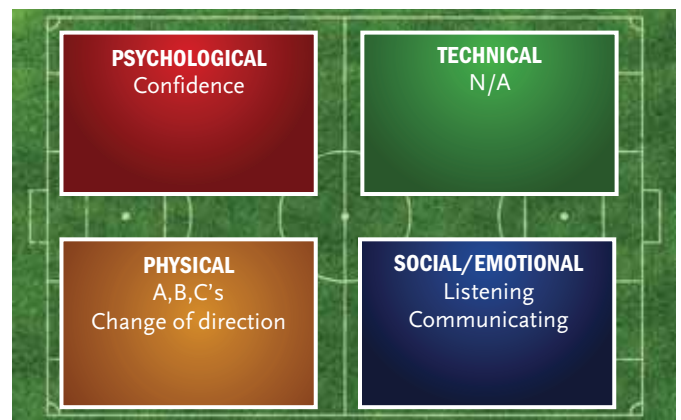 PSYCHOLOGICAL
Confidence
TECHNICAL
N/A
PHYSICAL
A,B,C's
Change of direction
SOCIAL/EMOTIONAL
Listening
Communicating